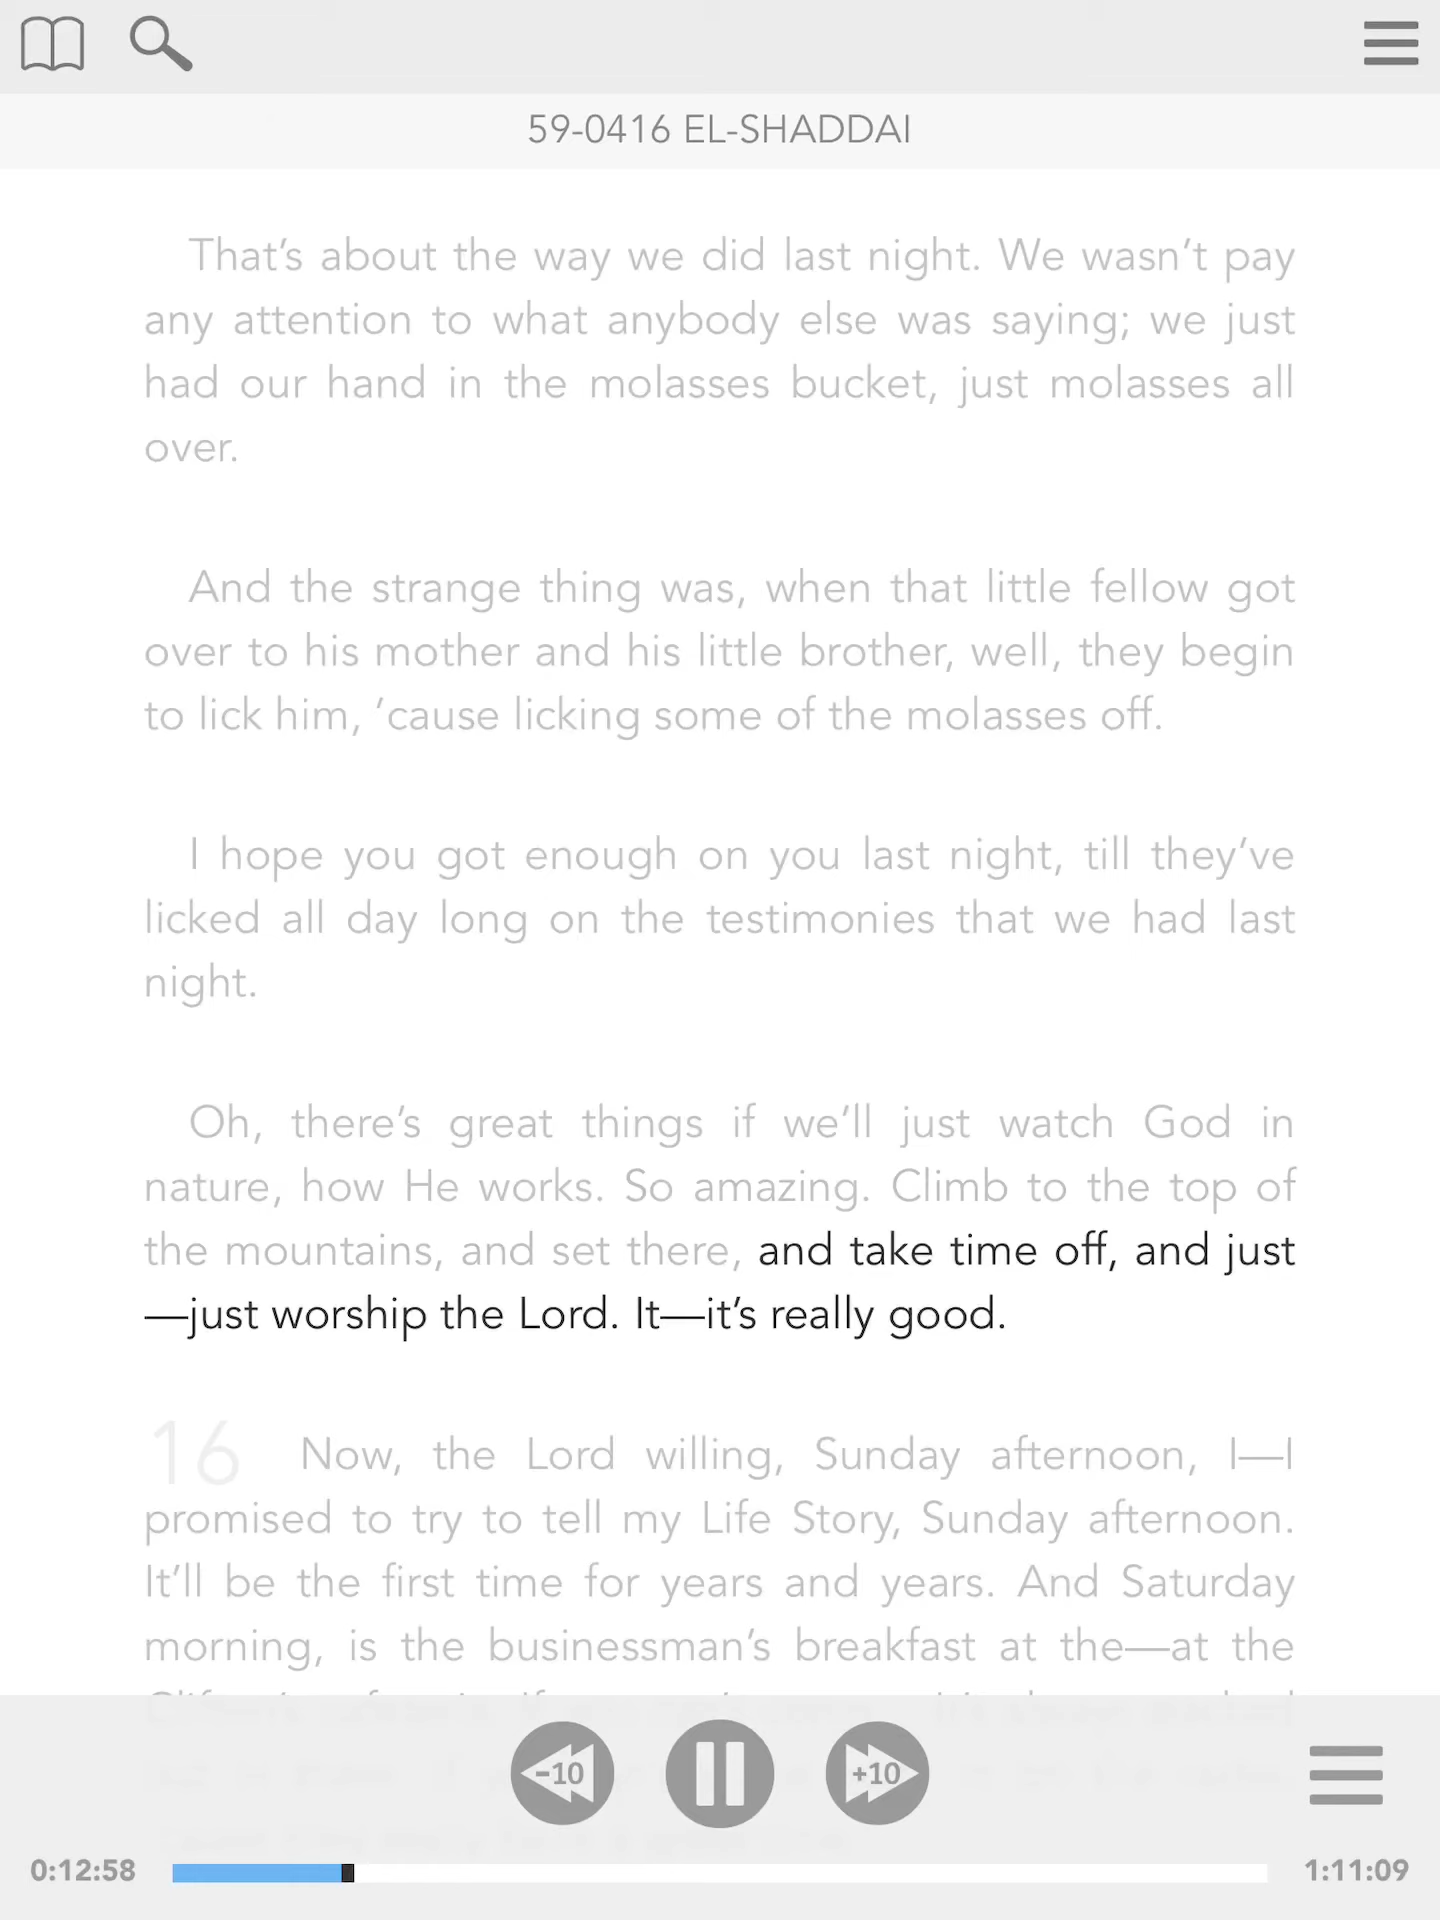 59-0416 EL-SHADDAI
That’s about the way we did last night. We wasn’t pay
any attention to what anybody else was saying; we just
had our hand in the molasses bucket, just molasses all
over.
And the strange thing was, when that little fellow got
over to his mother and his little brother, well, they begin
to lick him, ’cause licking some of the molasses off.
I hope you got enough on you last night, till they’ve
licked all day long on the testimonies that we had last
night.
Oh, there’s great things if we’ll just watch God in
nature, how He works. So amazing. Climb to the top of
the mountains, and set there, and take time off, and just
—just worship the Lord. It—it’s really good.
16 Now, the Lord willing, Sunday afternoon, I—I
promised to try to tell my Life Story, Sunday afternoon.
It’ll be the first time for years and years. And Saturday
morning, is the businessman’s breakfast at the—at the
-10 +10
0:12:58 1:11:09